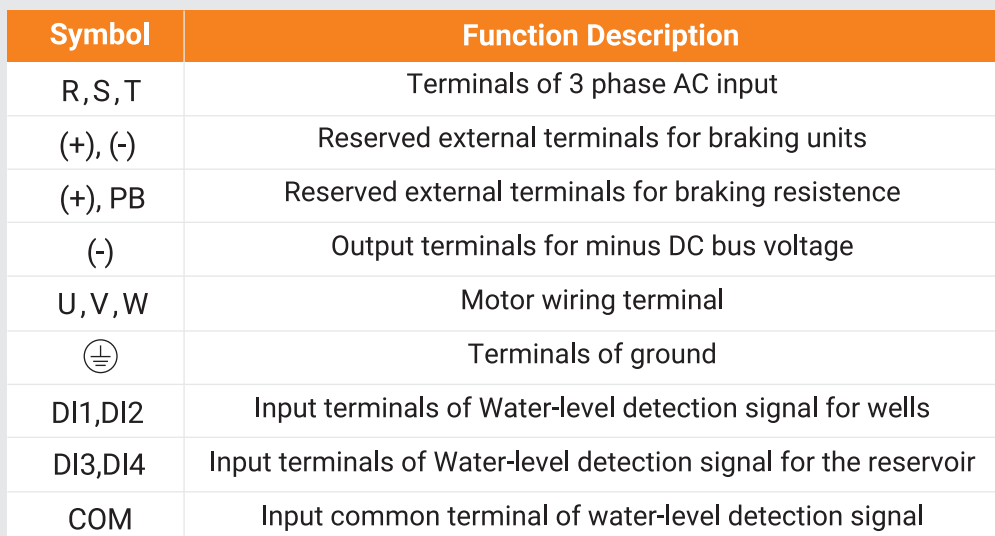 Symbol Function Description
R,S,T Terminals of 3 phase AC input
(+), (-) Reserved external terminals for braking units
(+), PB Reserved external terminals for braking resistence
(-) Output terminals for minus DC bus voltage
U,V,W Motor wiring terminal
Terminals of ground
DI1,DI2 Input terminals of Water-level detection signal for wells
DI3,DI4 Input terminals of Water-level detection signal for the reservoir
COM Input common terminal of water-level detection signal